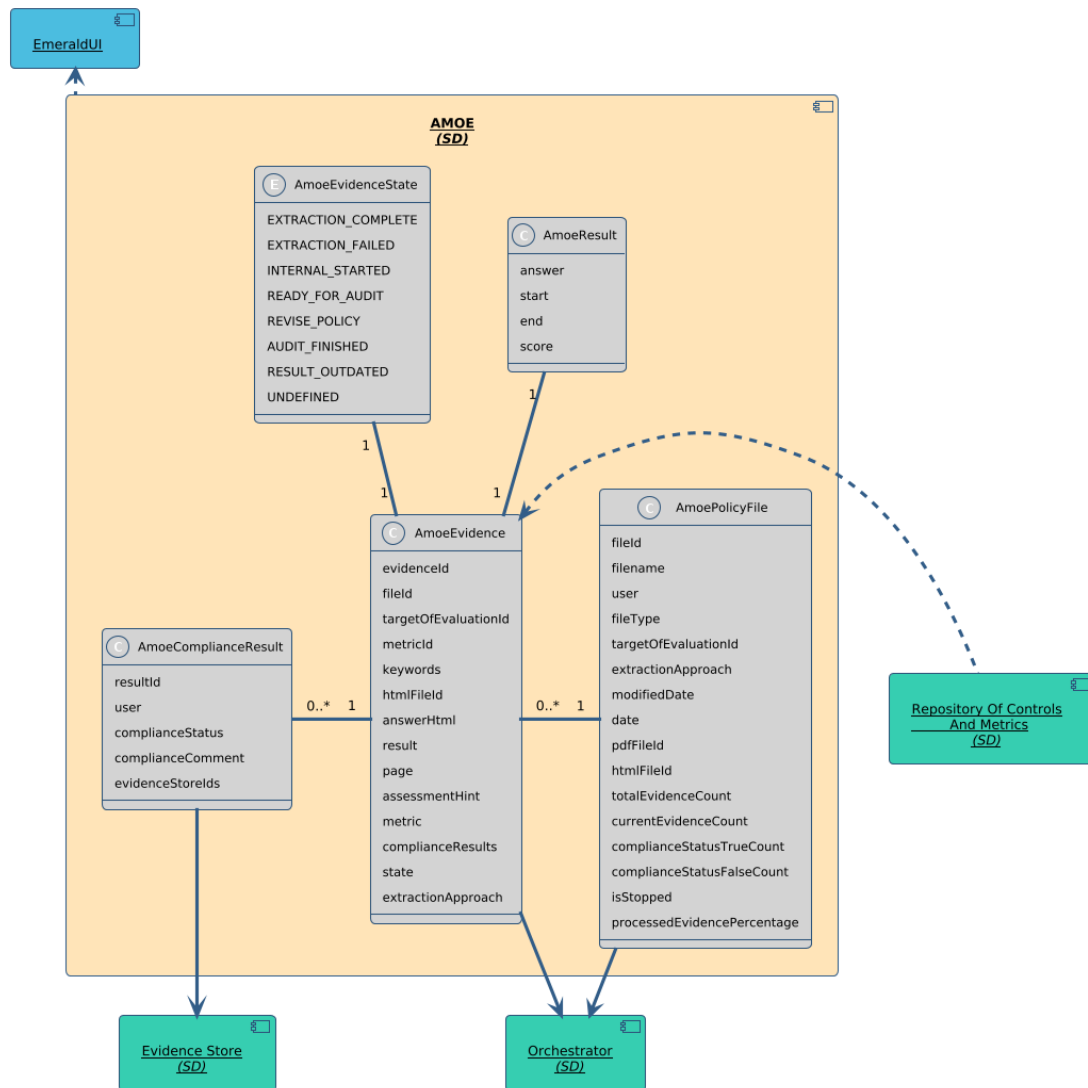 EmeraldUI
AMOE
(SD)
E AmoeEvidenceState
EXTRACTION_COMPLETE
EXTRACTION_FAILED
INTERNAL_STARTED
READY_FOR_AUDIT
REVISE_POLICY
AUDIT_FINISHED
RESULT_OUTDATED
UNDEFINED
C AmoeResult
answer
start
end
score
1
1
1
1
C AmoeEvidence
evidenceId
fileId
targetOfEvaluationId
metricId
keywords
htmlFileId
answerHtml
result
page
assessmentHint
metric
complianceResults
state
extractionApproach
C AmoePolicyFile
fileId
filename
user
fileType
targetOfEvaluationId
extractionApproach
modifiedDate
date
pdfFileId
htmlFileId
totalEvidenceCount
currentEvidenceCount
complianceStatusTrueCount
complianceStatusFalseCount
isStopped
processedEvidencePercentage
C AmoeComplianceResult
resultId
user
complianceStatus
complianceComment
evidenceStoreIds
0..* 1
0..* 1
Repository Of Controls
And Metrics
(SD)
Evidence Store
(SD)
Orchestrator
(SD)